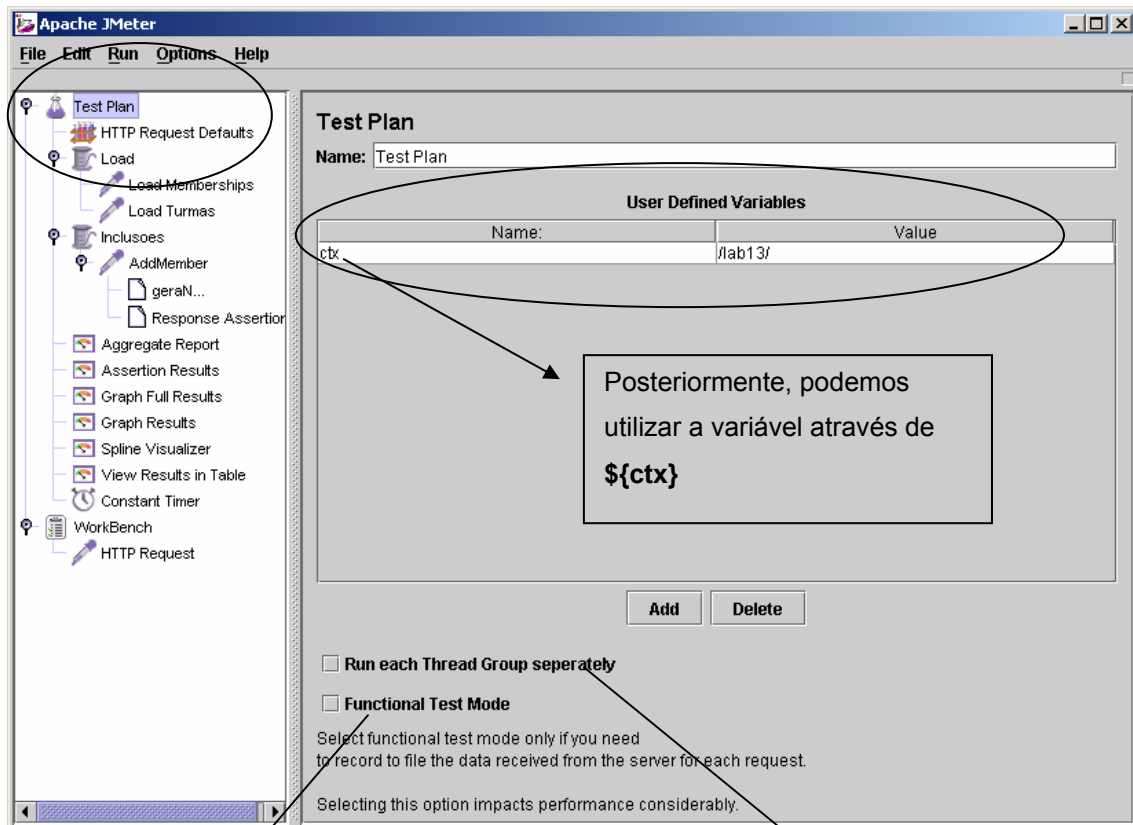 Apache JMeter
File Edit Run Options Help
Test Plan
HTTP Request Defaults
Load
Load Memberships
Load Turmas
Inclusoes
AddMember
geraN...
Response Assertion
Aggregate Report
Assertion Results
Graph Full Results
Graph Results
Spline Visualizer
View Results in Table
Constant Timer
WorkBench
HTTP Request
Test Plan
Name: Test Plan
User Defined Variables
Name: Value
ctx /lab13/
Posteriormente, podemos
utilizar a variável através de
${ctx}
Add Delete
Run each Thread Group seperately
Functional Test Mode
Select functional test mode only if you need
to record to file the data received from the server for each request.
Selecting this option impacts performance considerably.